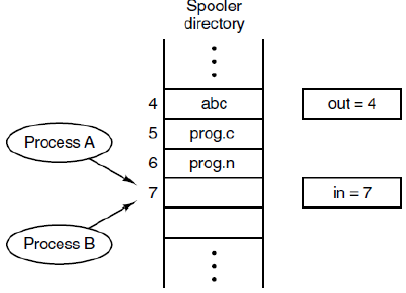 Spooler
directory
4 abc out = 4
5 prog.c
Process A
6 prog.n
7 in = 7
Process B